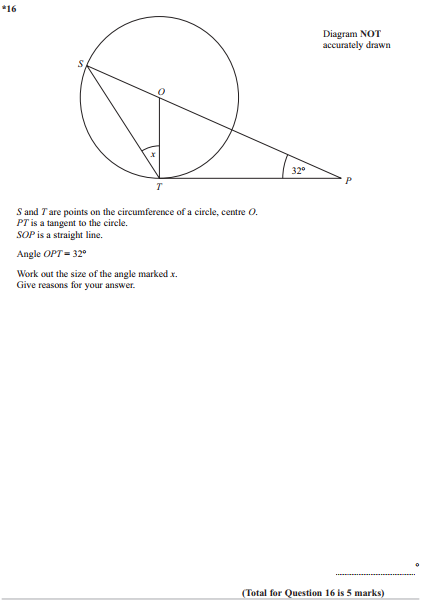 *16
Diagram NOT
accurately drawn
S
O
x
32°
T
P
S and T are points on the circumference of a circle, centre O.
PT is a tangent to the circle.
SOP is a straight line.
Angle OPT = 32°
Work out the size of the angle marked x.
Give reasons for your answer.
°
(Total for Question 16 is 5 marks)